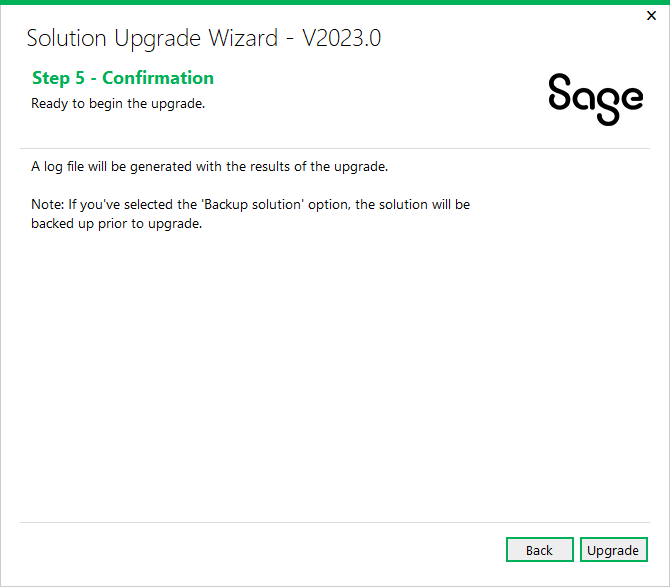 Solution Upgrade Wizard - V2023.0
Step 5 - Confirmation
Ready to begin the upgrade.
Sage
A log file will be generated with the results of the upgrade.
Note: If you've selected the 'Backup solution' option, the solution will be
backed up prior to upgrade.
Back
Upgrade